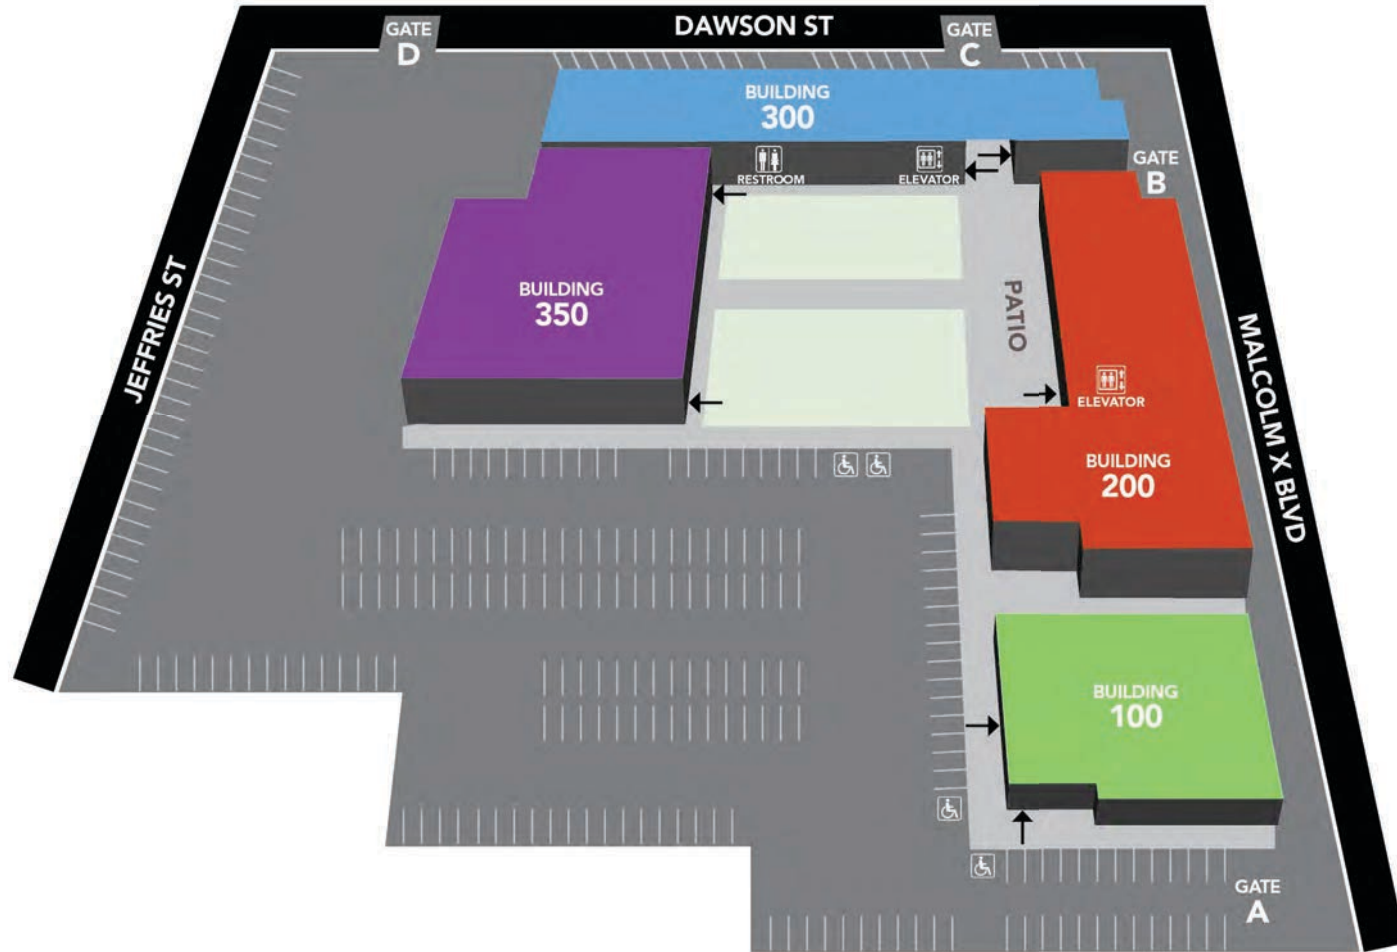 DAWSON ST
GATE
D
GATE
C
BUILDING
300
GATE
B
RESTROOM
ELEVATOR
BUILDING
350
PATIO
JEFFRIES ST
MALCOLM X BLVD
ELEVATOR
BUILDING
200
BUILDING
100
GATE
A